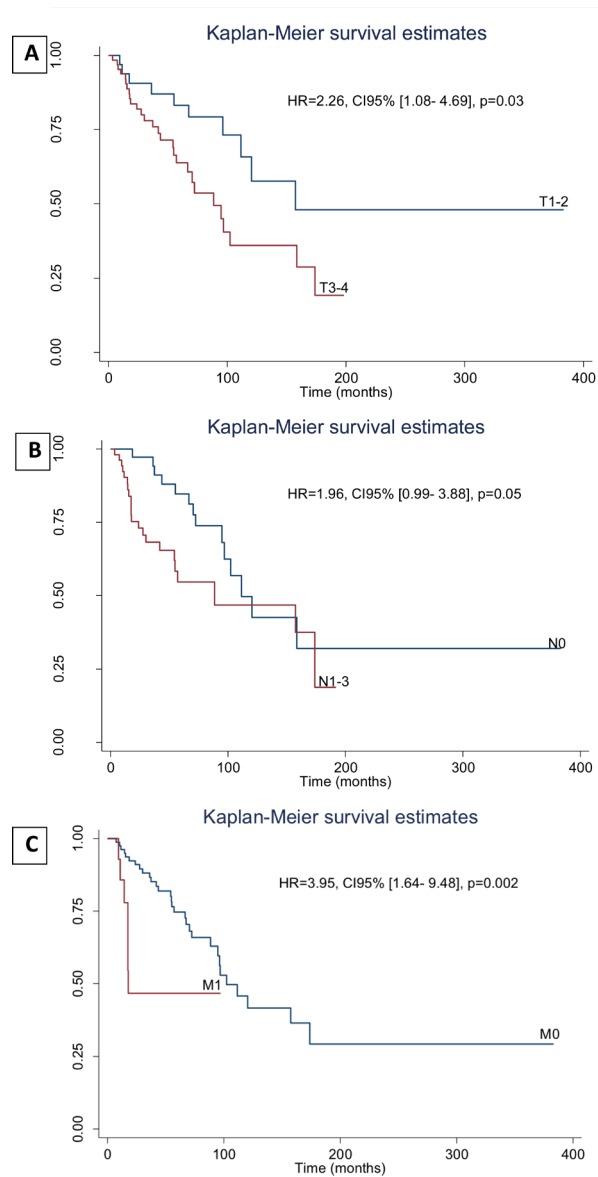 A
Kaplan-Meier survival estimates
1.00
HR=2.26, CI95% [1.08- 4.69], p=0.03
0.75
T1-2
0.50
0.25
T3-4
0.00
0 100 200 300 400
Time (months)
B
Kaplan-Meier survival estimates
1.00
HR=1.96, CI95% [0.99- 3.88], p=0.05
0.75
0.50
N0
0.25
N1-3
0.00
0 100 200 300 400
Time (months)
C
Kaplan-Meier survival estimates
1.00
HR=3.95, CI95% [1.64- 9.48], p=0.002
0.75
M1
0.50
M0
0.25
0.00
0 100 200 300 400
Time (months)